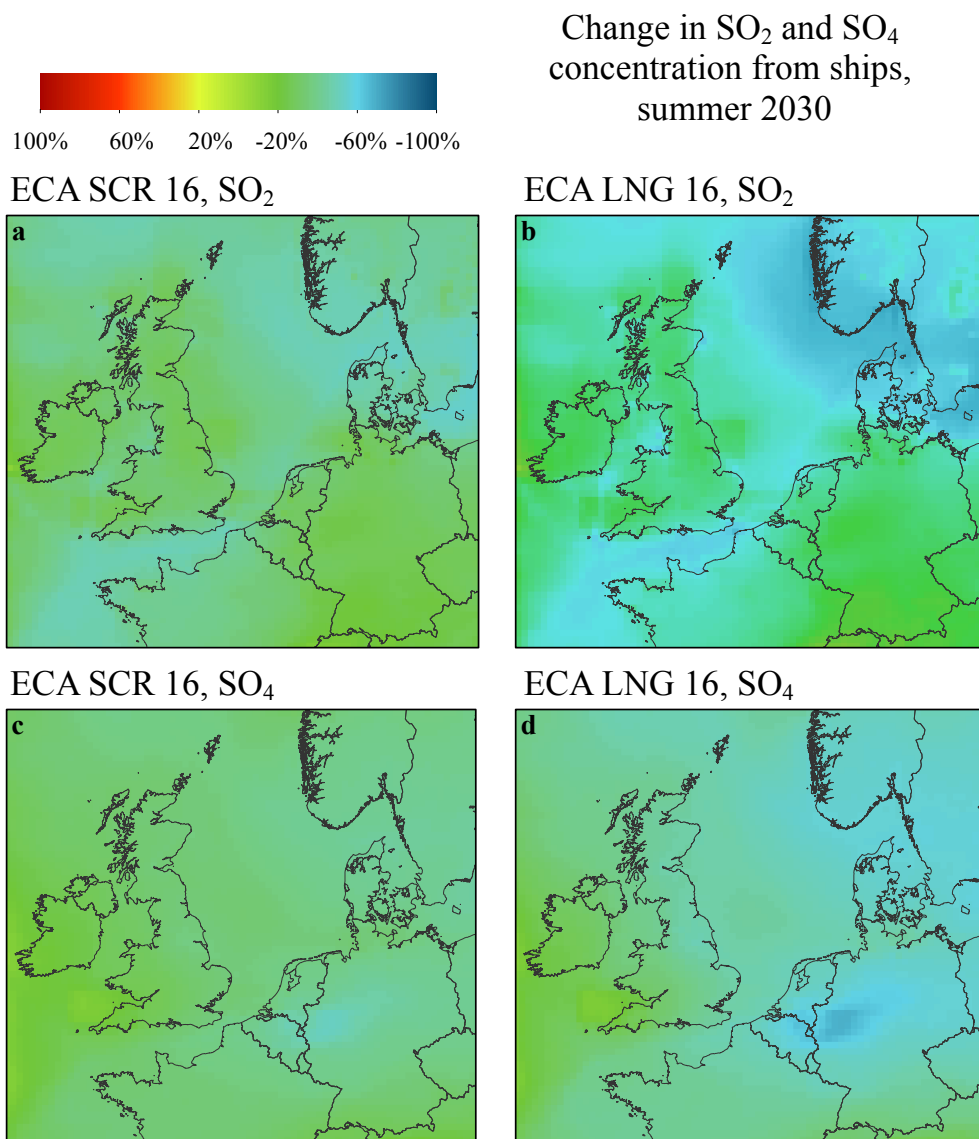 Change in SO₂ and SO₄
concentration from ships,
summer 2030
100% 60% 20% -20% -60% -100%
ECA SCR 16, SO₂
ECA LNG 16, SO₂
a
b
ECA SCR 16, SO₄
ECA LNG 16, SO₄
c
d